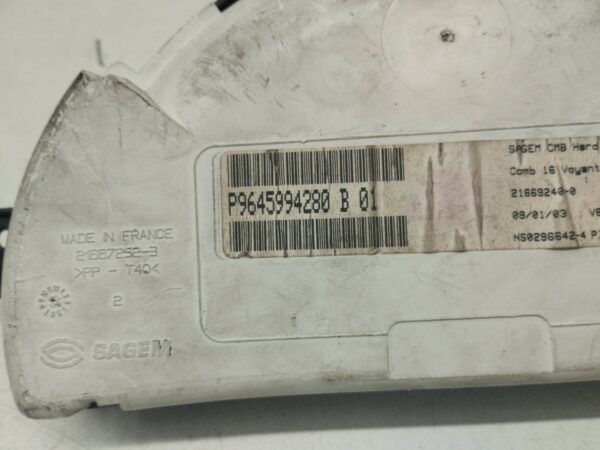 MADE IN FRANCE
21667252-3
>PP - T40<
2
SAGEM
P9645994280 B 01
SAGEM CMB Hard
Comb 16 Voyant
21669240-0
09/01/03 V6
NS0296642-4 P